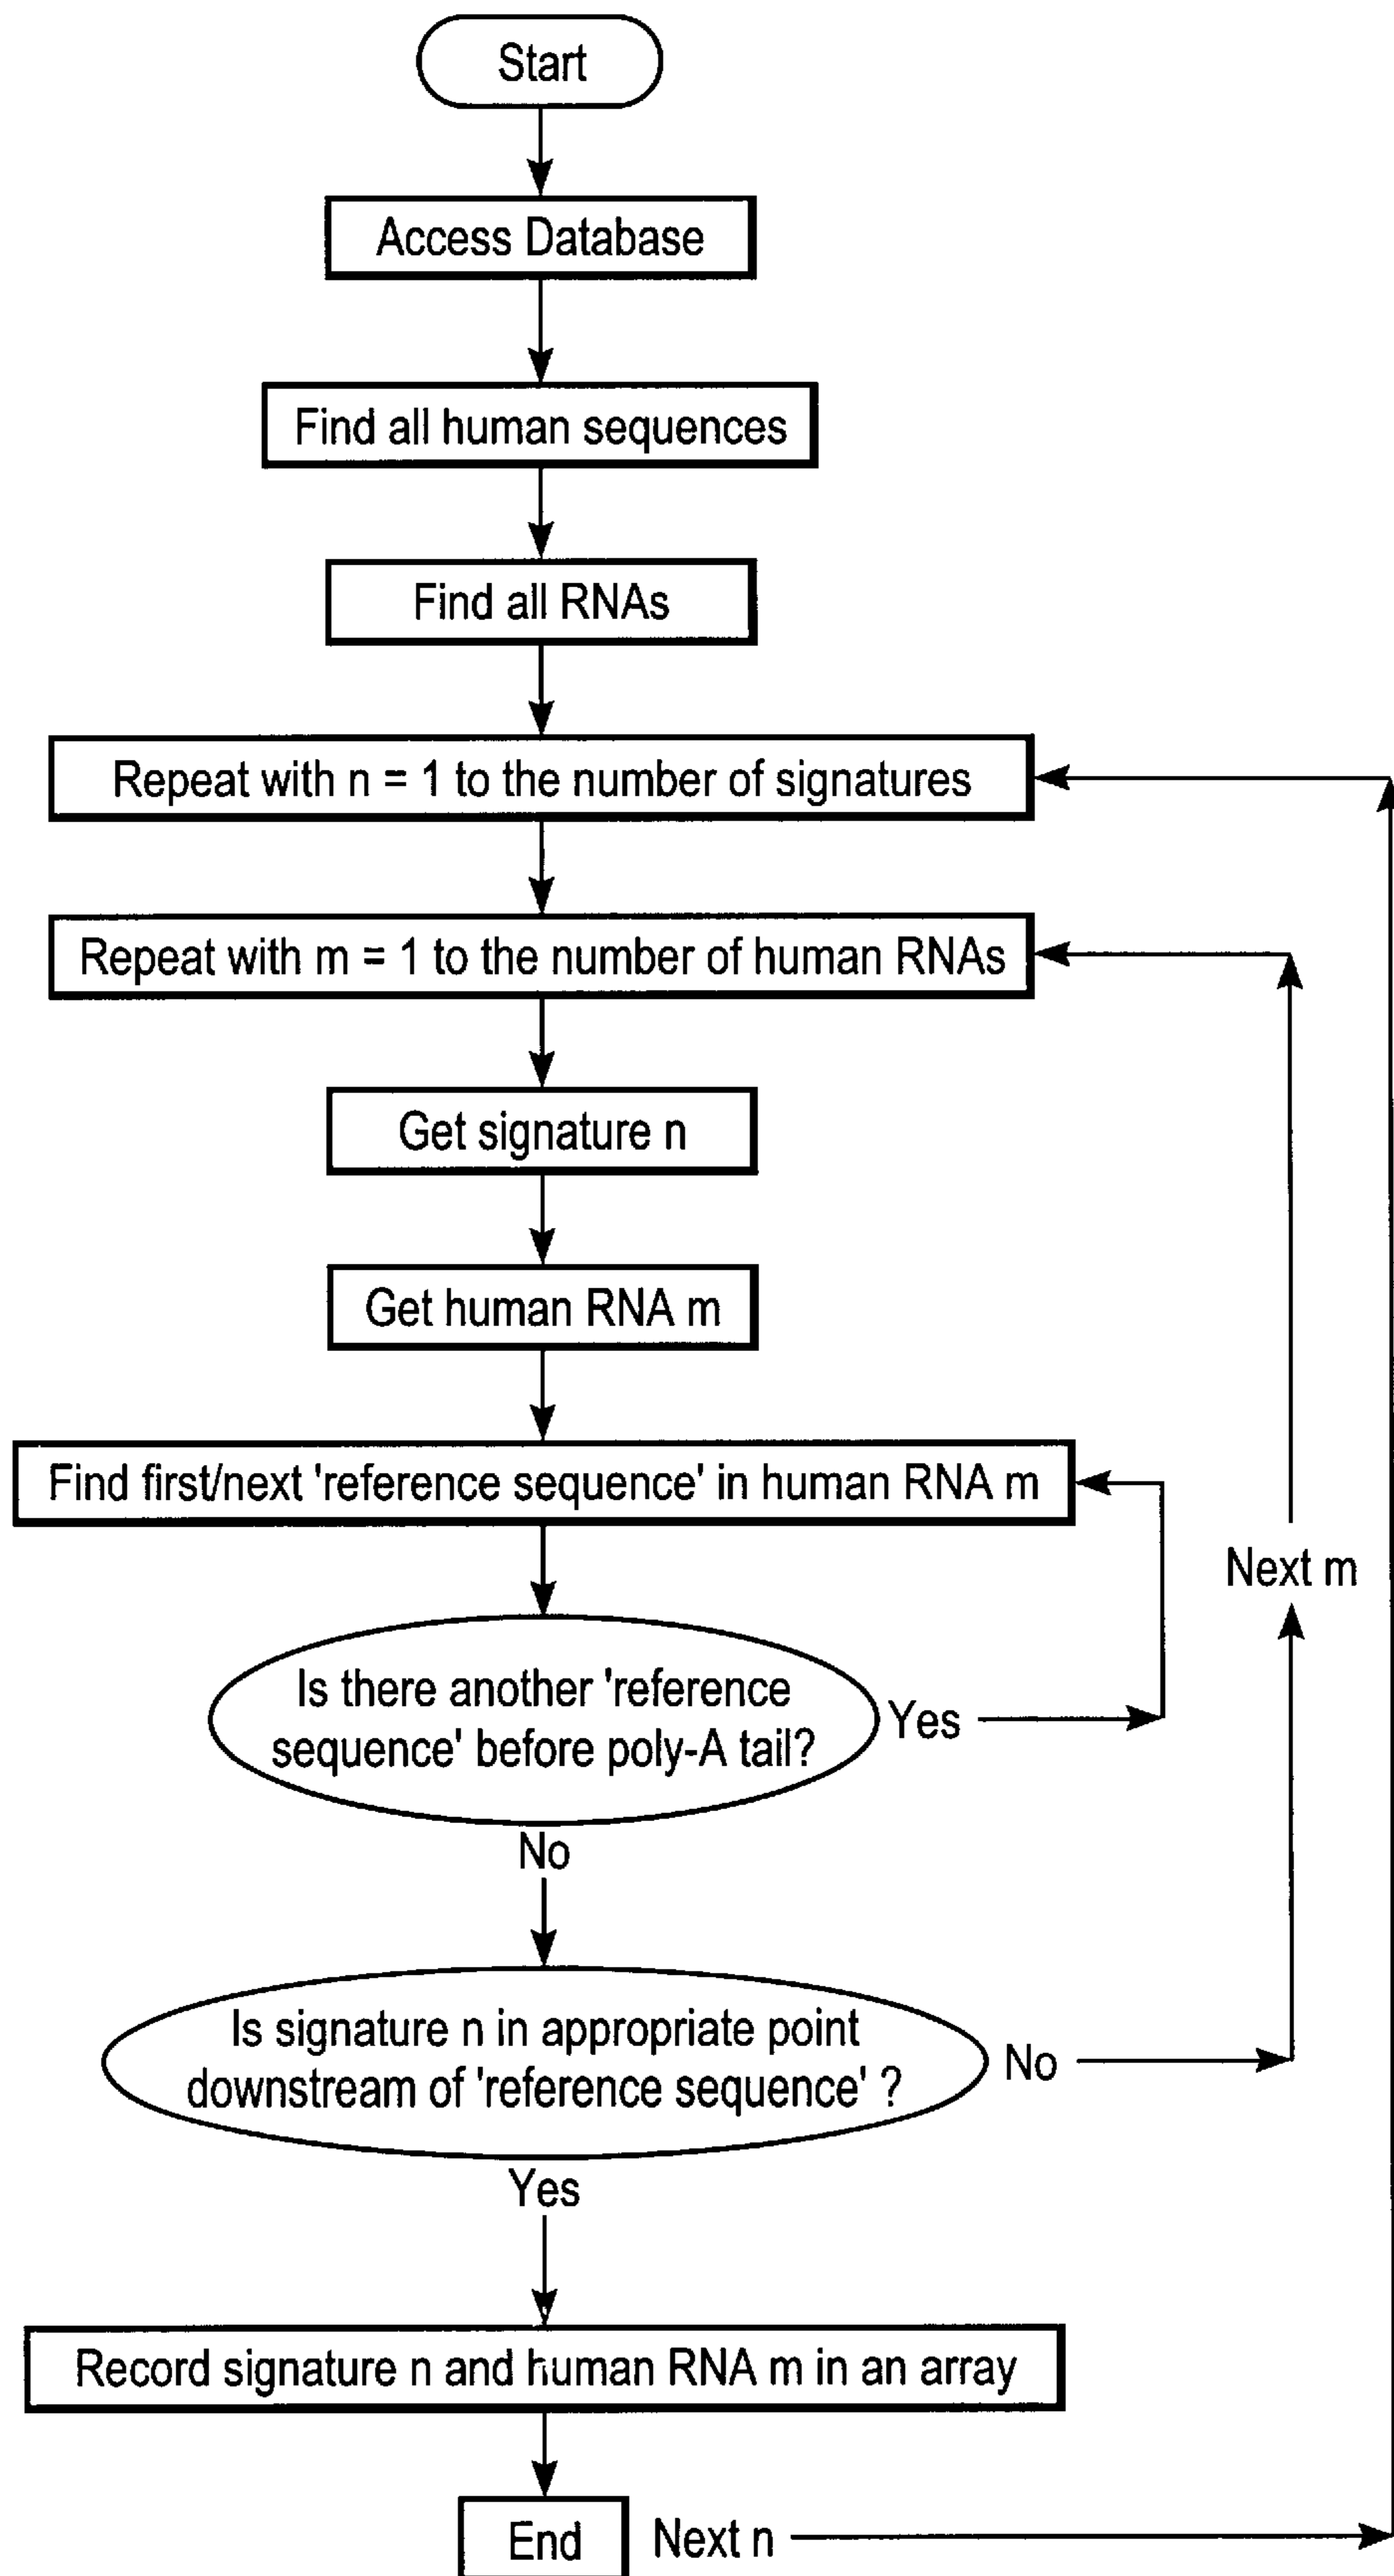 Start
Access Database
Find all human sequences
Find all RNAs
Repeat with n = 1 to the number of signatures
Repeat with m = 1 to the number of human RNAs
Get signature n
Get human RNA m
Find first/next 'reference sequence' in human RNA m
Next m
Is there another 'reference
sequence' before poly-A tail?
Yes
No
Is signature n in appropriate point
downstream of 'reference sequence' ?
No
Yes
Record signature n and human RNA m in an array
End
Next n